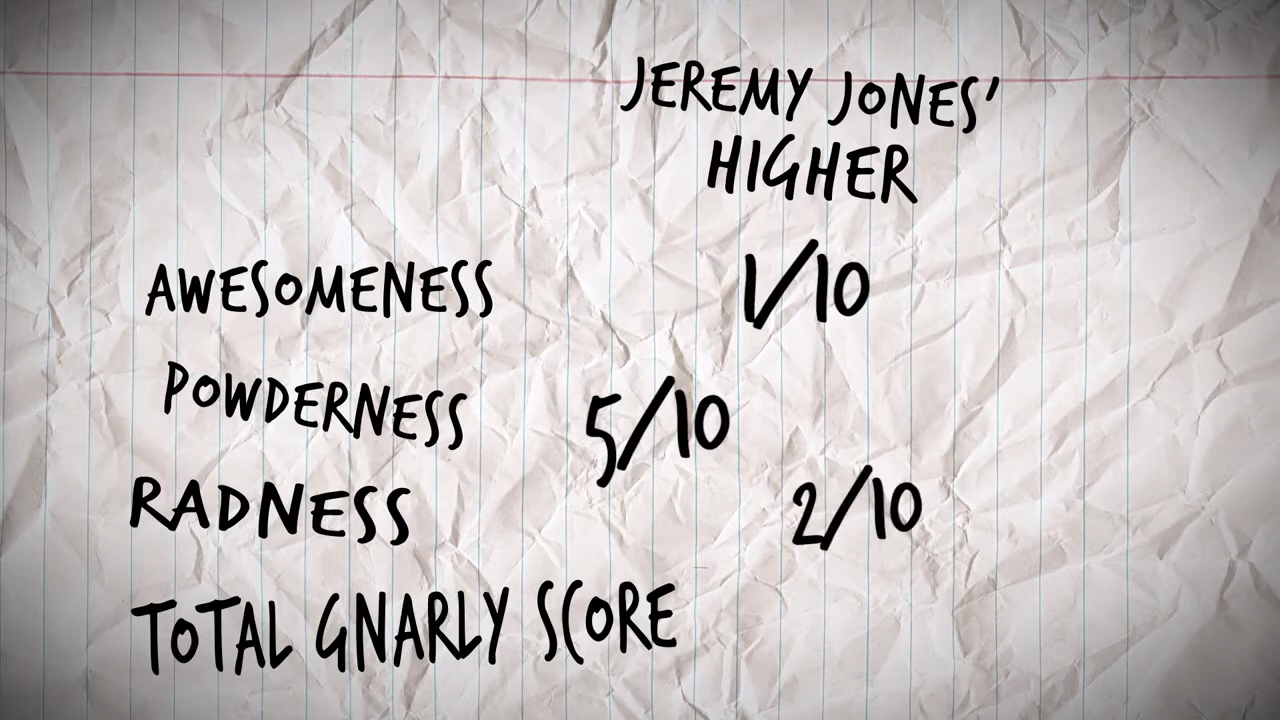 JEREMY JONES'
HIGHER
AWESOMENESS 1/10
POWDERNESS 5/10
RADNESS 2/10
TOTAL GNARLY SCORE